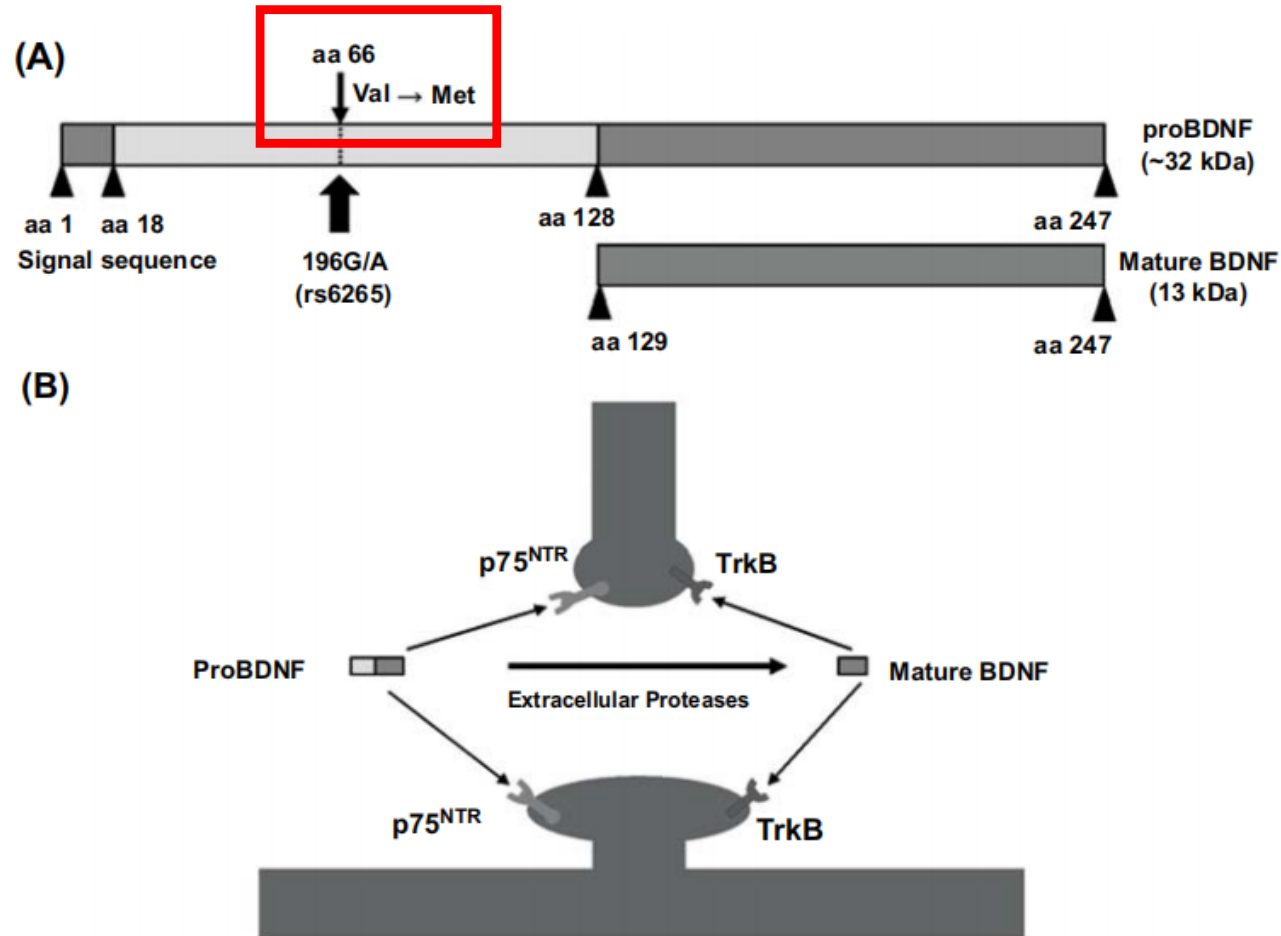 (A)
aa 66
Val → Met
proBDNF
(~32 kDa)
aa 1
aa 18
aa 128
aa 247
Signal sequence
196G/A
(rs6265)
Mature BDNF
(13 kDa)
aa 129
aa 247
(B)
p75NTR
TrkB
ProBDNF
Mature BDNF
Extracellular Proteases
p75NTR
TrkB